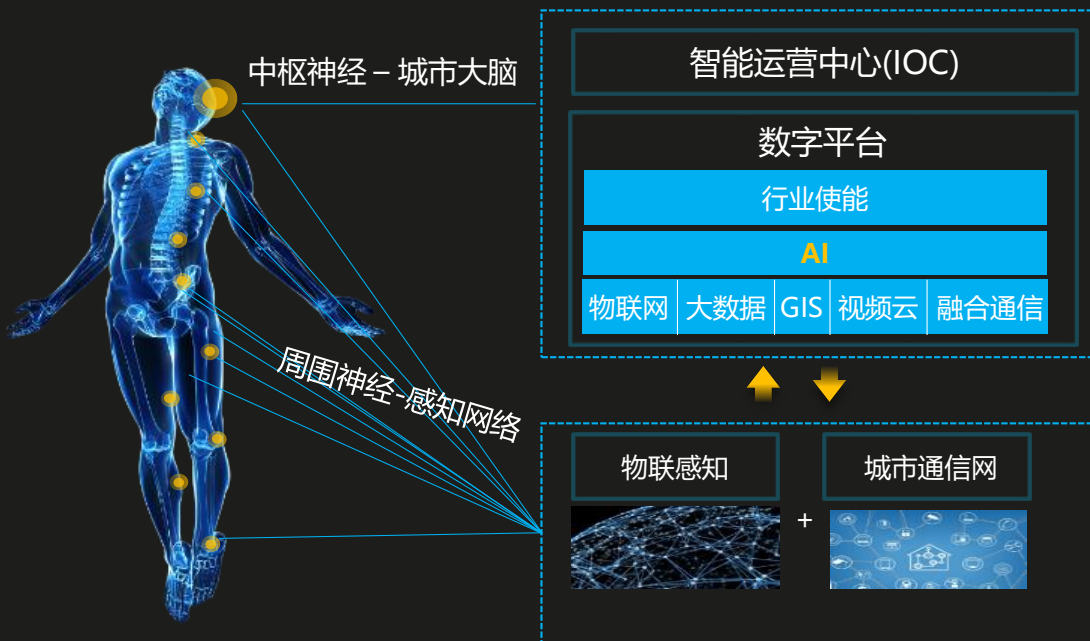 中枢神经 – 城市大脑
智能运营中心(IOC)
数字平台
行业使能
AI
物联网 大数据 GIS 视频云 融合通信
周围神经-感知网络
物联感知 + 城市通信网